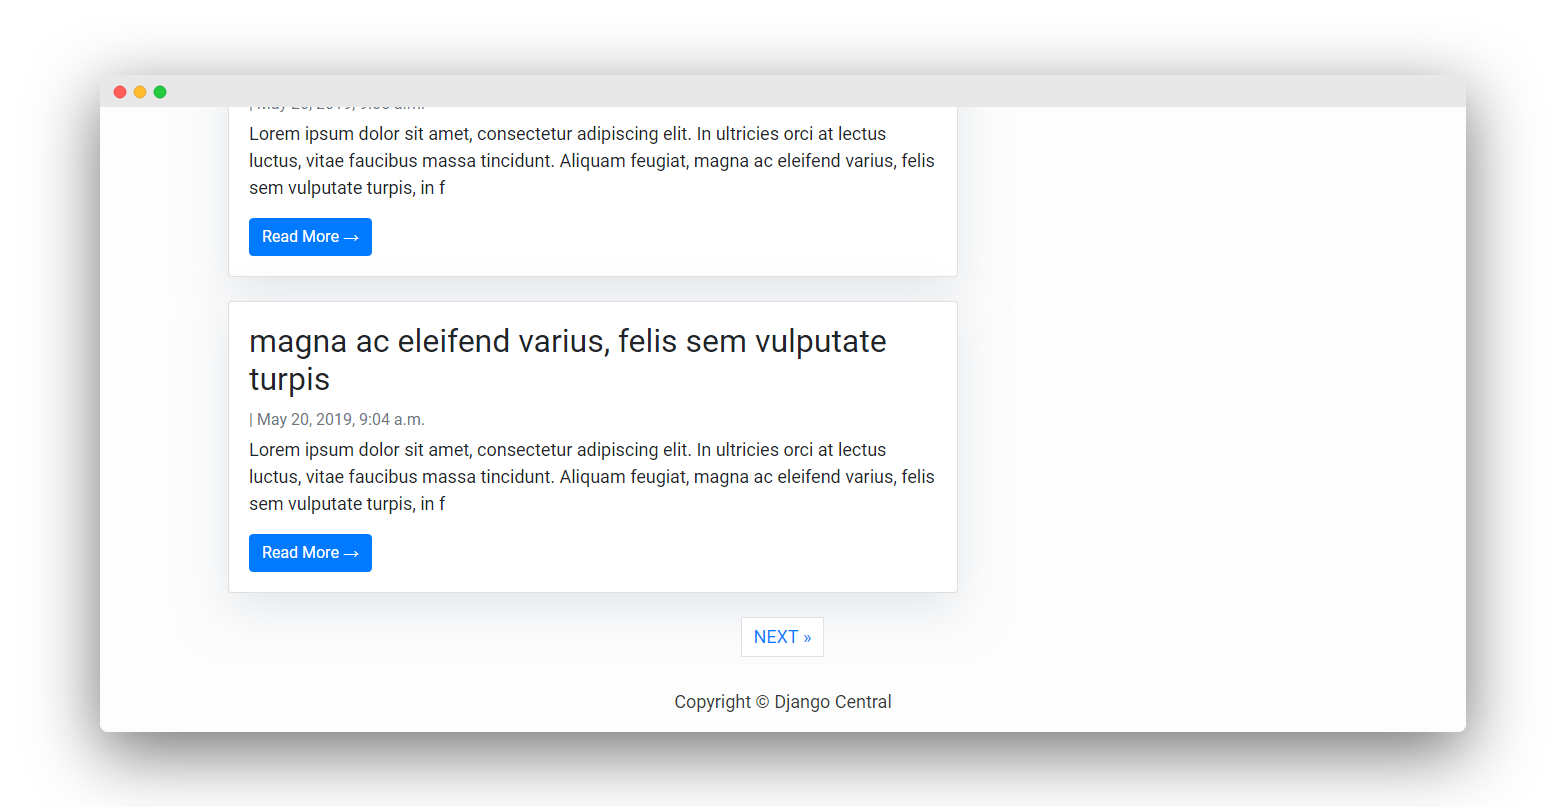 Lorem ipsum dolor sit amet, consectetur adipiscing elit. In ultricies orci at lectus
luctus, vitae faucibus massa tincidunt. Aliquam feugiat, magna ac eleifend varius, felis
sem vulputate turpis, in f
Read More →
magna ac eleifend varius, felis sem vulputate
turpis
| May 20, 2019, 9:04 a.m.
Lorem ipsum dolor sit amet, consectetur adipiscing elit. In ultricies orci at lectus
luctus, vitae faucibus massa tincidunt. Aliquam feugiat, magna ac eleifend varius, felis
sem vulputate turpis, in f
Read More →
NEXT »
Copyright © Django Central